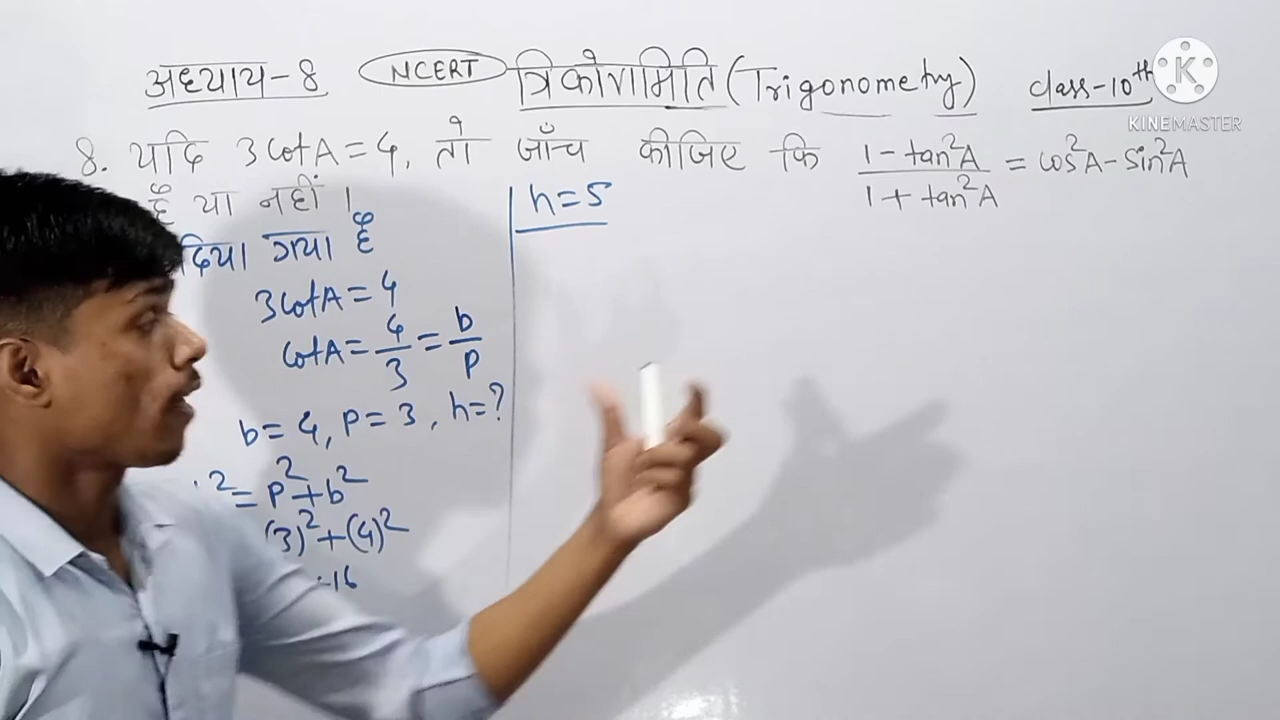 अध्याय-8 NCERT त्रिकोणमिति (Trigonometry) Class-10th
KINEMASTER
8. यदि 3cotA=4, तो जाँच कीजिए कि (1-tan²A)/(1+tan²A) = cos²A-sin²A
है या नहीं।
दिया गया है
3cotA=4
cotA=4/3=b/p
b=4, p=3, h=?
²=p²+b²
(3)²+(4)²
16
h=5